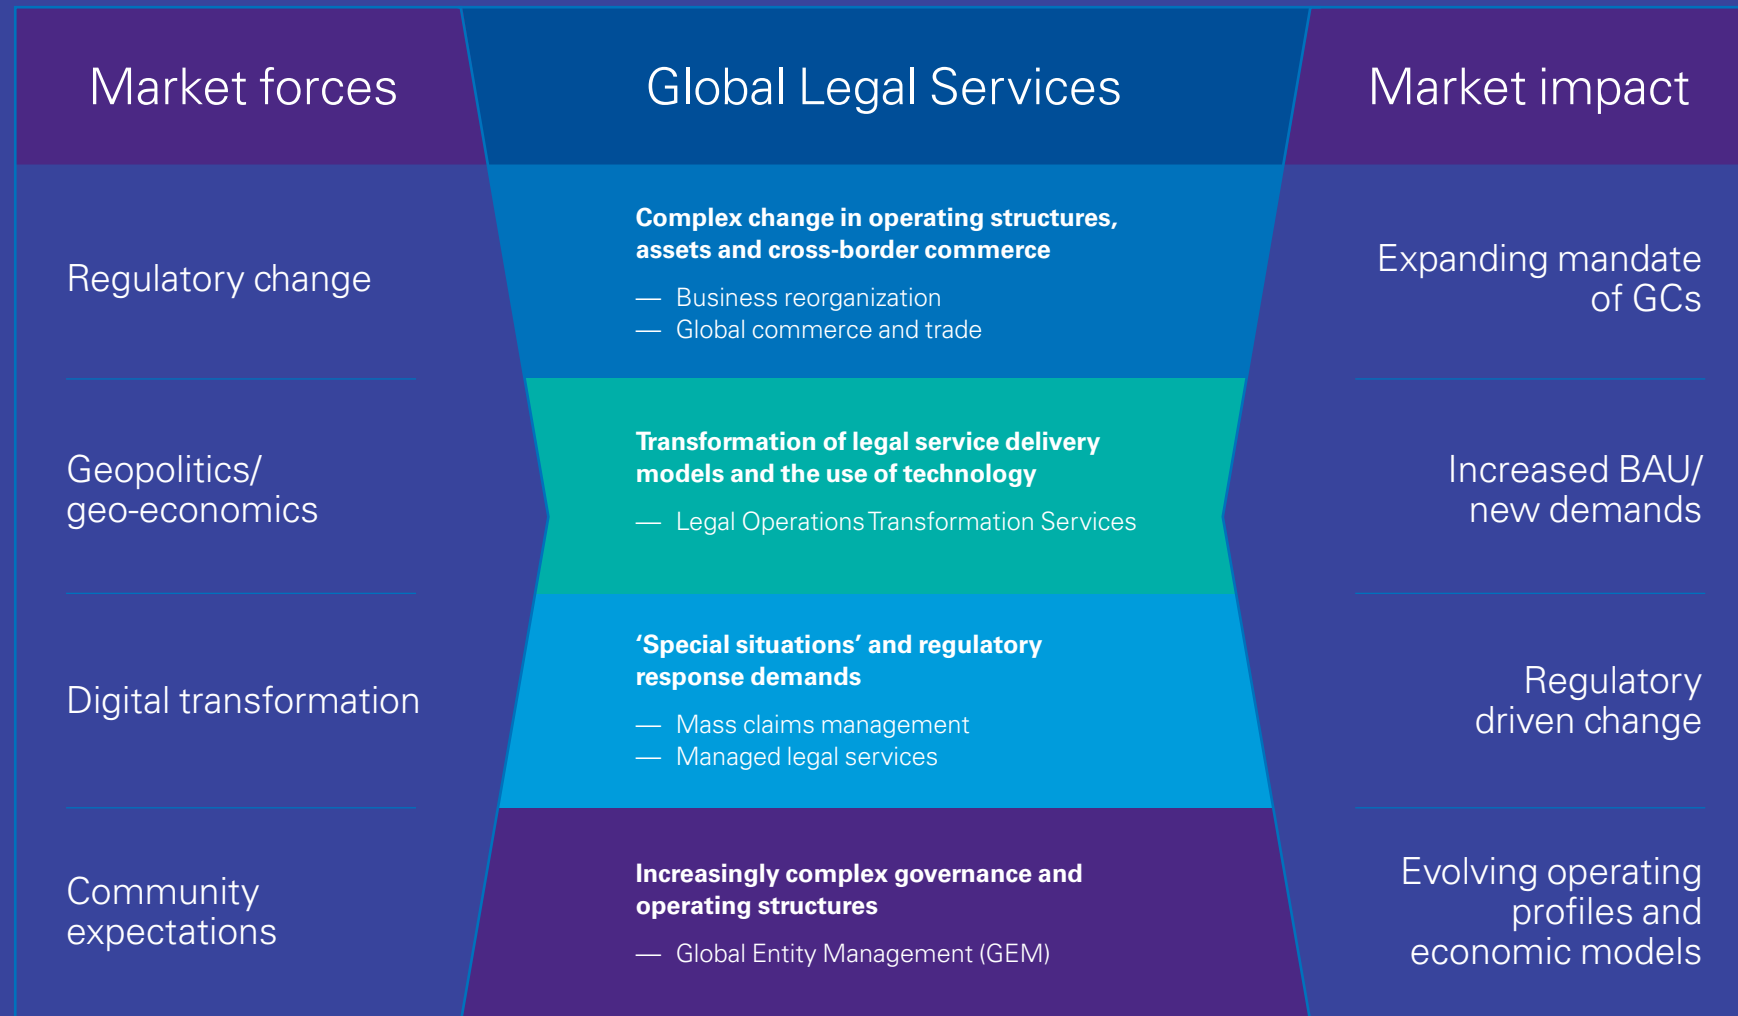 Market forces
Global Legal Services
Market impact
Regulatory change
Geopolitics/
geo-economics
Digital transformation
Community
expectations
Complex change in operating structures,
assets and cross-border commerce
— Business reorganization
— Global commerce and trade
Transformation of legal service delivery
models and the use of technology
— Legal Operations Transformation Services
‘Special situations’ and regulatory
response demands
— Mass claims management
— Managed legal services
Increasingly complex governance and
operating structures
— Global Entity Management (GEM)
Expanding mandate
of GCs
Increased BAU/
new demands
Regulatory
driven change
Evolving operating
profiles and
economic models